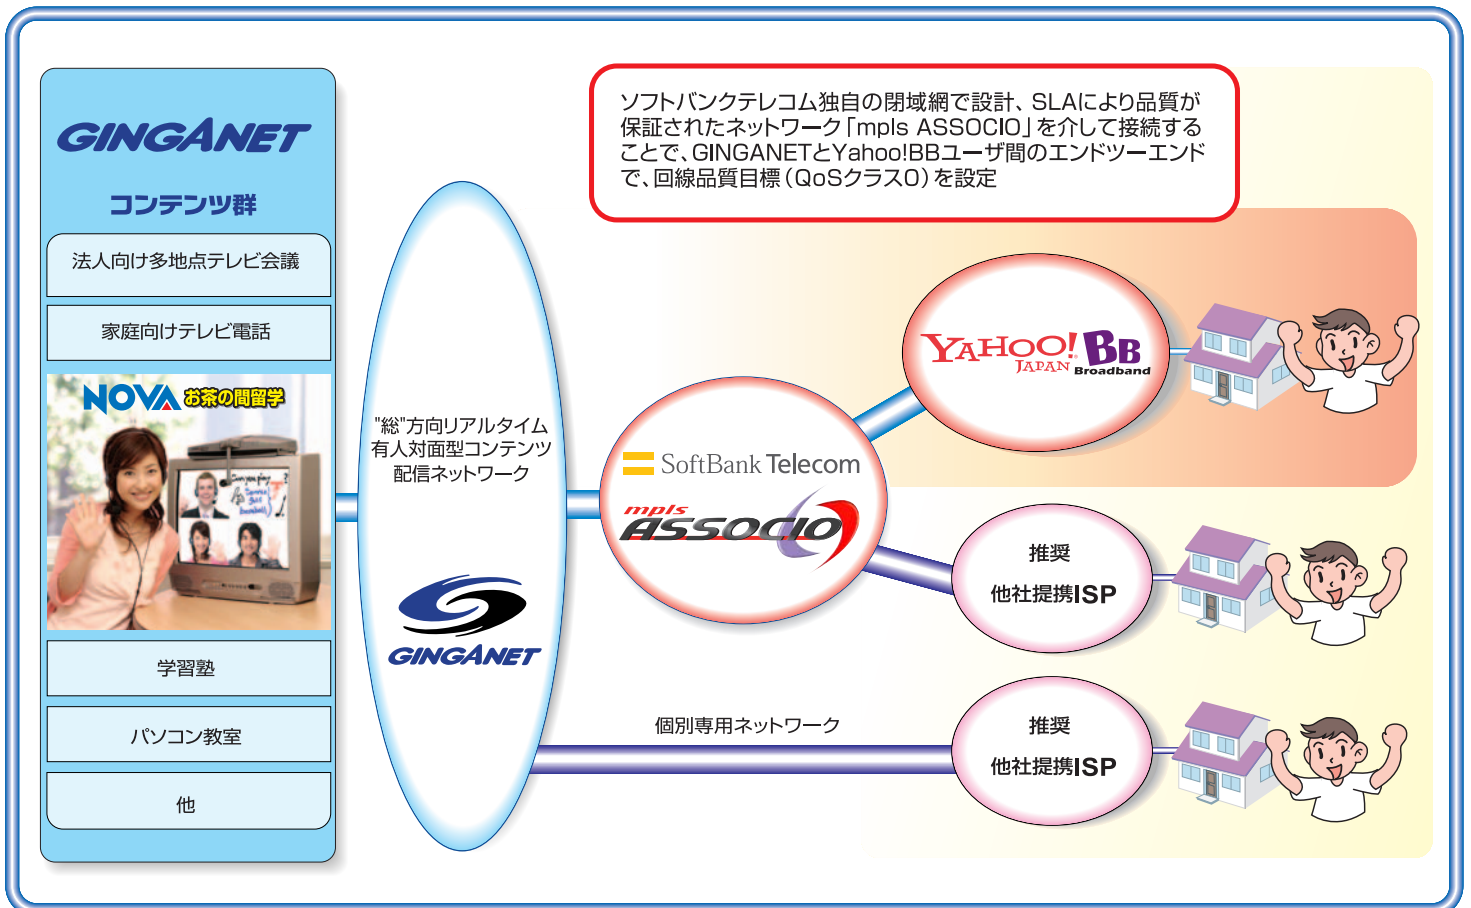 GINGANET
コンテンツ群
法人向け多地点テレビ会議
家庭向けテレビ電話
NOVA お茶の間留学
学習塾
パソコン教室
他
"総"方向リアルタイム
有人対面型コンテンツ
配信ネットワーク
GINGANET
ソフトバンクテレコム独自の閉域網で設計、SLAにより品質が
保証されたネットワーク「mpls ASSOCIO」を介して接続する
ことで、GINGANETとYahoo!BBユーザ間のエンドツーエンド
で、回線品質目標(QoSクラス0)を設定
SoftBank Telecom
mpls
ASSOCIO
YAHOO! BB
JAPAN Broadband
推奨
他社提携ISP
個別専用ネットワーク
推奨
他社提携ISP